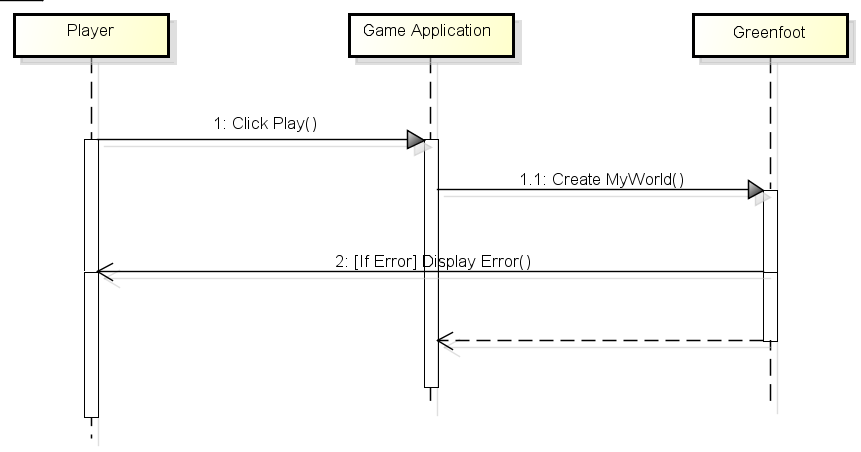 Player
Game Application
Greenfoot
1: Click Play()
1.1: Create MyWorld()
2: [If Error] Display Error()